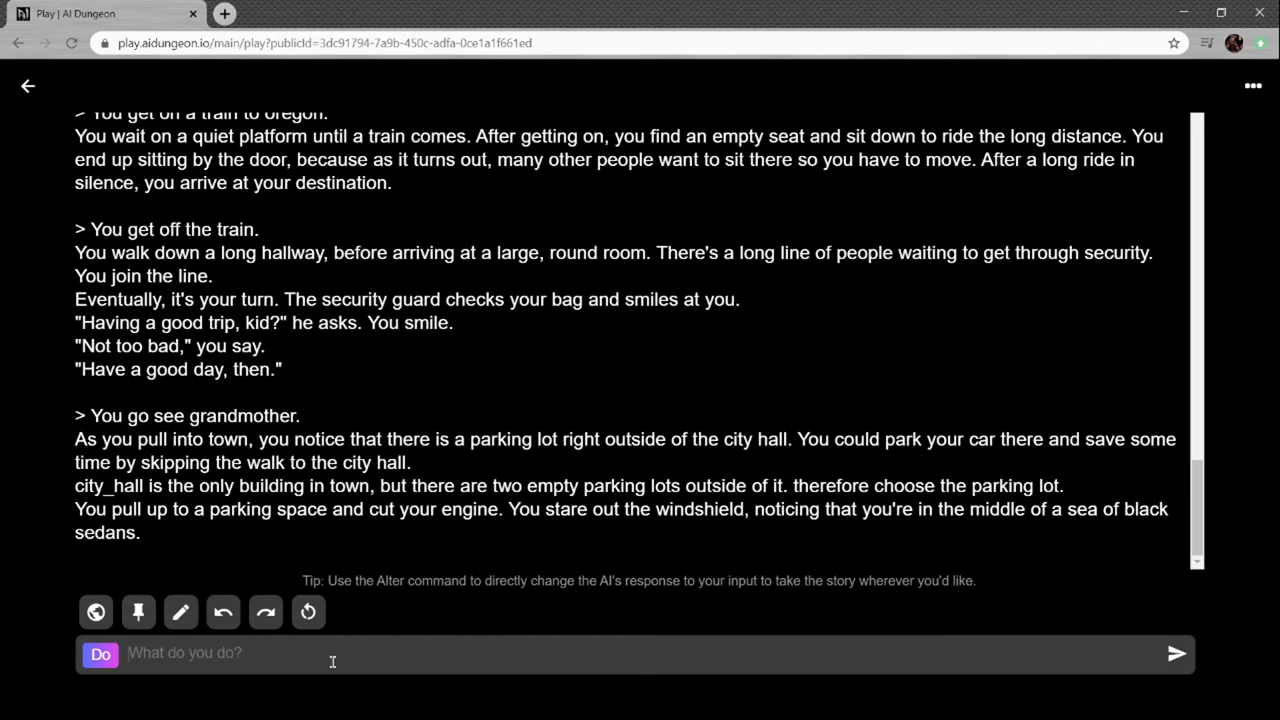 Play | AI Dungeon
play.aidungeon.io/main/play?publicId=3dc91794-7a9b-450c-adfa-0ce1a1f661ed
> You get on a train to oregon.
You wait on a quiet platform until a train comes. After getting on, you find an empty seat and sit down to ride the long distance. You
end up sitting by the door, because as it turns out, many other people want to sit there so you have to move. After a long ride in
silence, you arrive at your destination.
> You get off the train.
You walk down a long hallway, before arriving at a large, round room. There's a long line of people waiting to get through security.
You join the line.
Eventually, it's your turn. The security guard checks your bag and smiles at you.
"Having a good trip, kid?" he asks. You smile.
"Not too bad," you say.
"Have a good day, then."
> You go see grandmother.
As you pull into town, you notice that there is a parking lot right outside of the city hall. You could park your car there and save some
time by skipping the walk to the city hall.
city_hall is the only building in town, but there are two empty parking lots outside of it. therefore choose the parking lot.
You pull up to a parking space and cut your engine. You stare out the windshield, noticing that you're in the middle of a sea of black
sedans.
Tip: Use the Alter command to directly change the AI's response to your input to take the story wherever you'd like.
Do What do you do?